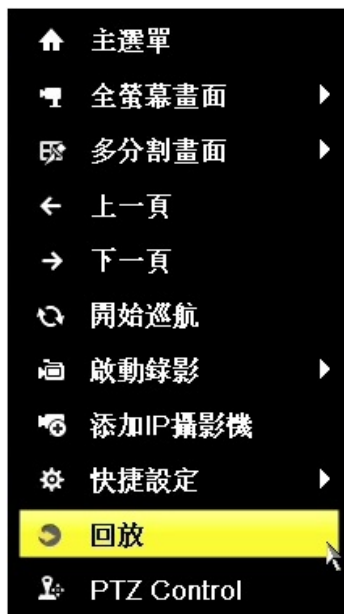 主選單
全螢幕畫面
多分割畫面
上一頁
下一頁
開始巡航
啟動錄影
添加IP攝影機
快捷設定
回放
PTZ Control